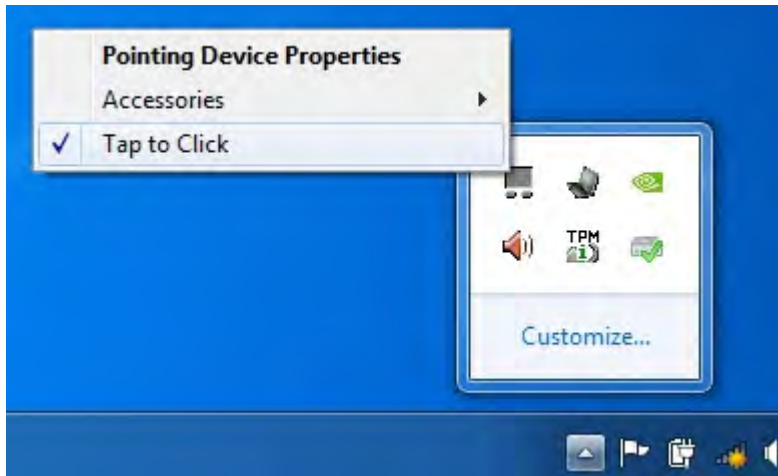 Pointing Device Properties
Accessories
Tap to Click
TPM
Customize...